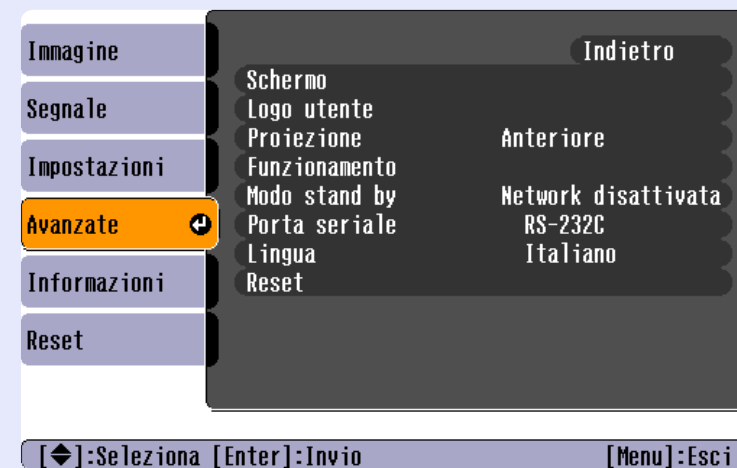 Immagine
Segnale
Impostazioni
Avanzate
Informazioni
Reset
Indietro
Schermo
Logo utente
Proiezione Anteriore
Funzionamento
Modo stand by Network disattivata
Porta seriale RS-232C
Lingua Italiano
Reset
[◆]:Seleziona [Enter]:Invio [Menu]:Esci